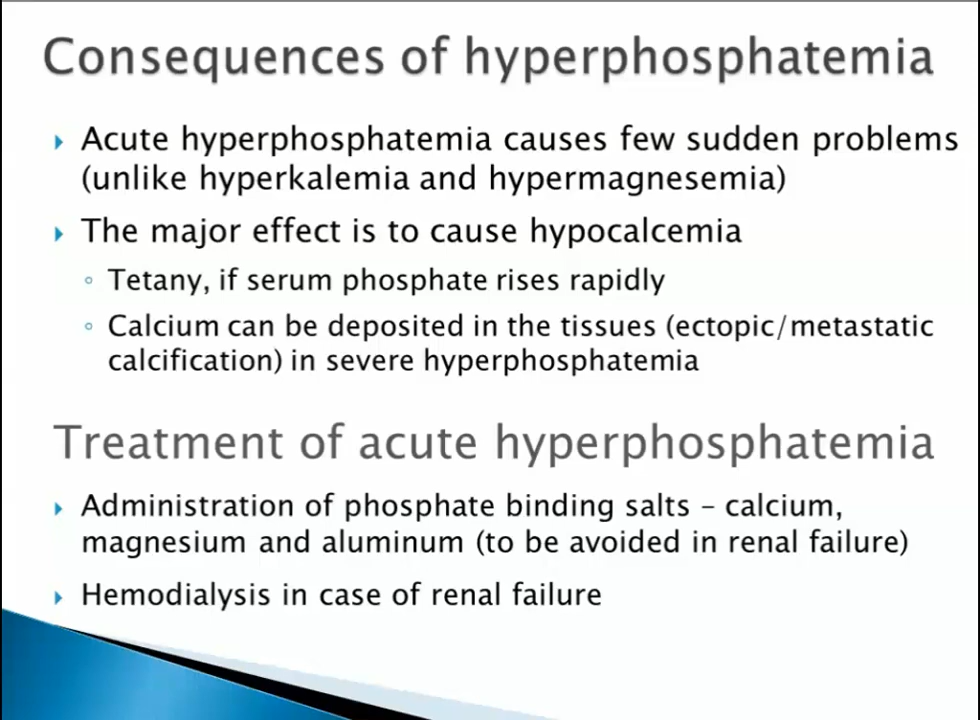 Consequences of hyperphosphatemia
Acute hyperphosphatemia causes few sudden problems
(unlike hyperkalemia and hypermagnesemia)
The major effect is to cause hypocalcemia
Tetany, if serum phosphate rises rapidly
Calcium can be deposited in the tissues (ectopic/metastatic
calcification) in severe hyperphosphatemia
Treatment of acute hyperphosphatemia
Administration of phosphate binding salts – calcium,
magnesium and aluminum (to be avoided in renal failure)
Hemodialysis in case of renal failure